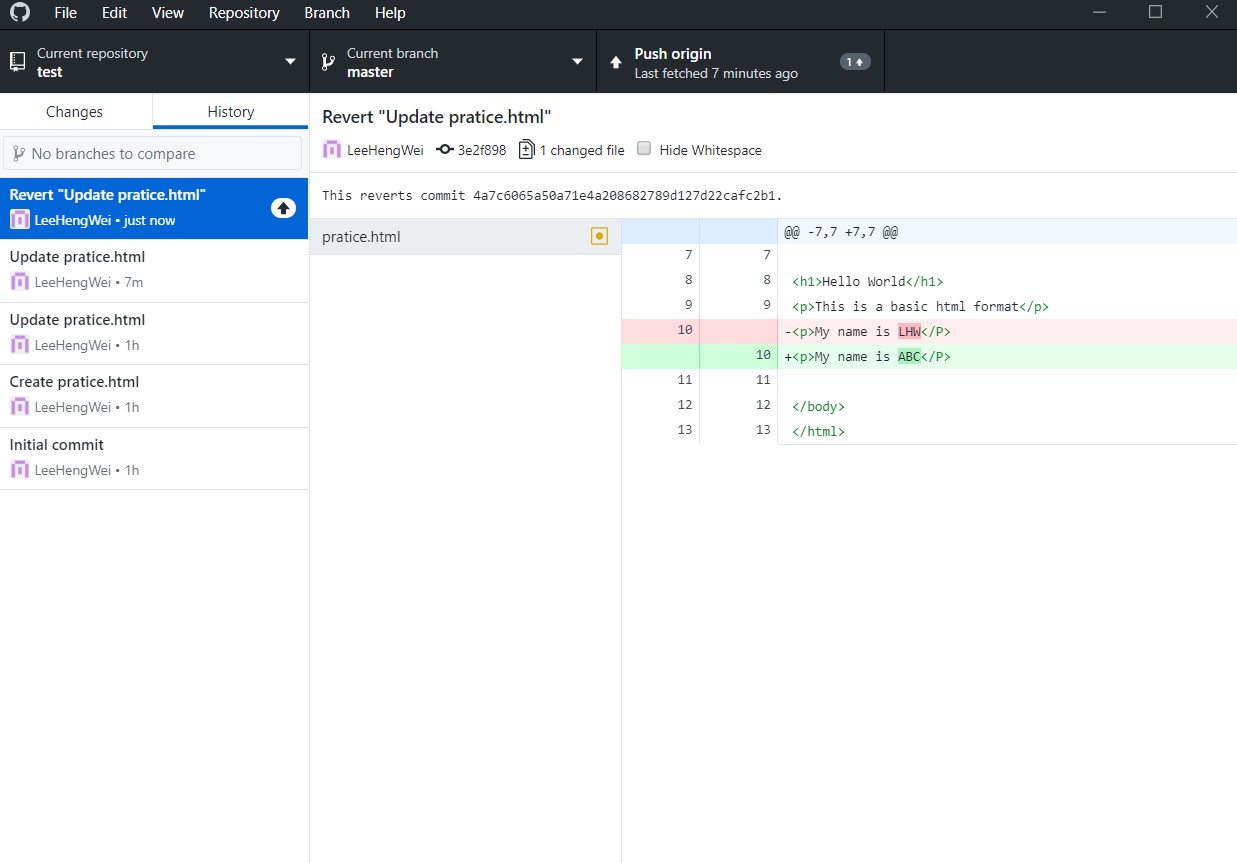 File Edit View Repository Branch Help
Current repository
test
Current branch
master
Push origin
Last fetched 7 minutes ago
1
Changes
History
No branches to compare
Revert "Update pratice.html"
LeeHengWei • just now
Update pratice.html
LeeHengWei • 7m
Update pratice.html
LeeHengWei • 1h
Create pratice.html
LeeHengWei • 1h
Initial commit
LeeHengWei • 1h
Revert "Update pratice.html"
LeeHengWei 3e2f898 1 changed file Hide Whitespace
This reverts commit 4a7c6065a50a71e4a208682789d127d22cafc2b1.
pratice.html
@@ -7,7 +7,7 @@
7 7
8 8 <h1>Hello World</h1>
9 9 <p>This is a basic html format</p>
10 -<p>My name is LHW</P>
10 +<p>My name is ABC</P>
11 11
12 12 </body>
13 13 </html>